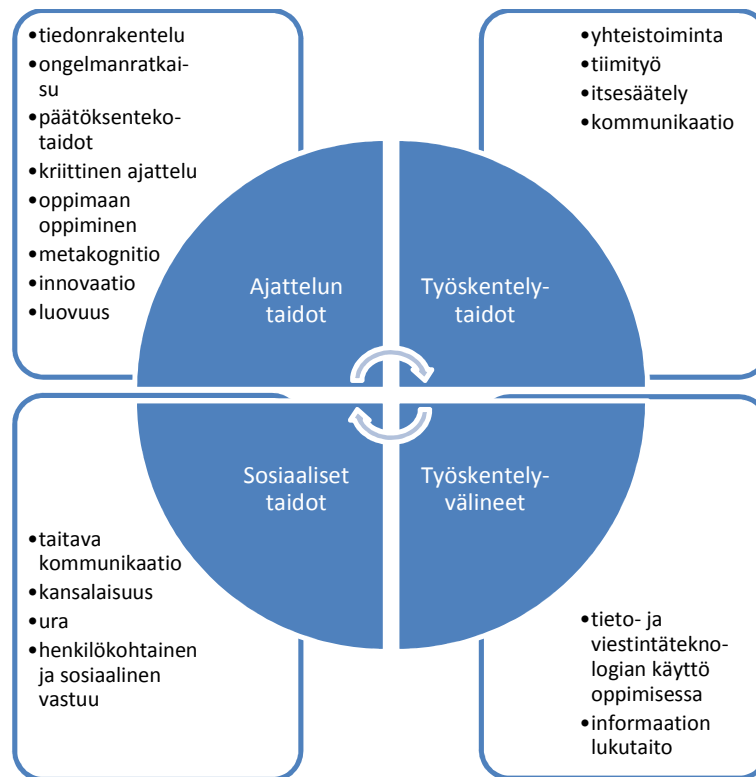 •tiedonrakentelu
•ongelmanratkai-
su
•päätöksenteko-
taidot
•kriittinen ajattelu
•oppimaan
oppiminen
•metakognitio
•innovaatio
•luovuus
•yhteistoiminta
•tiimityö
•itsesäätely
•kommunikaatio
Ajattelun
taidot
Työskentely-
taidot
Sosiaaliset
taidot
Työskentely-
välineet
•taitava
kommunikaatio
•kansalaisuus
•ura
•henkilökohtainen
ja sosiaalinen
vastuu
•tieto- ja
viestintätekno-
logian käyttö
oppimisessa
•informaation
lukutaito